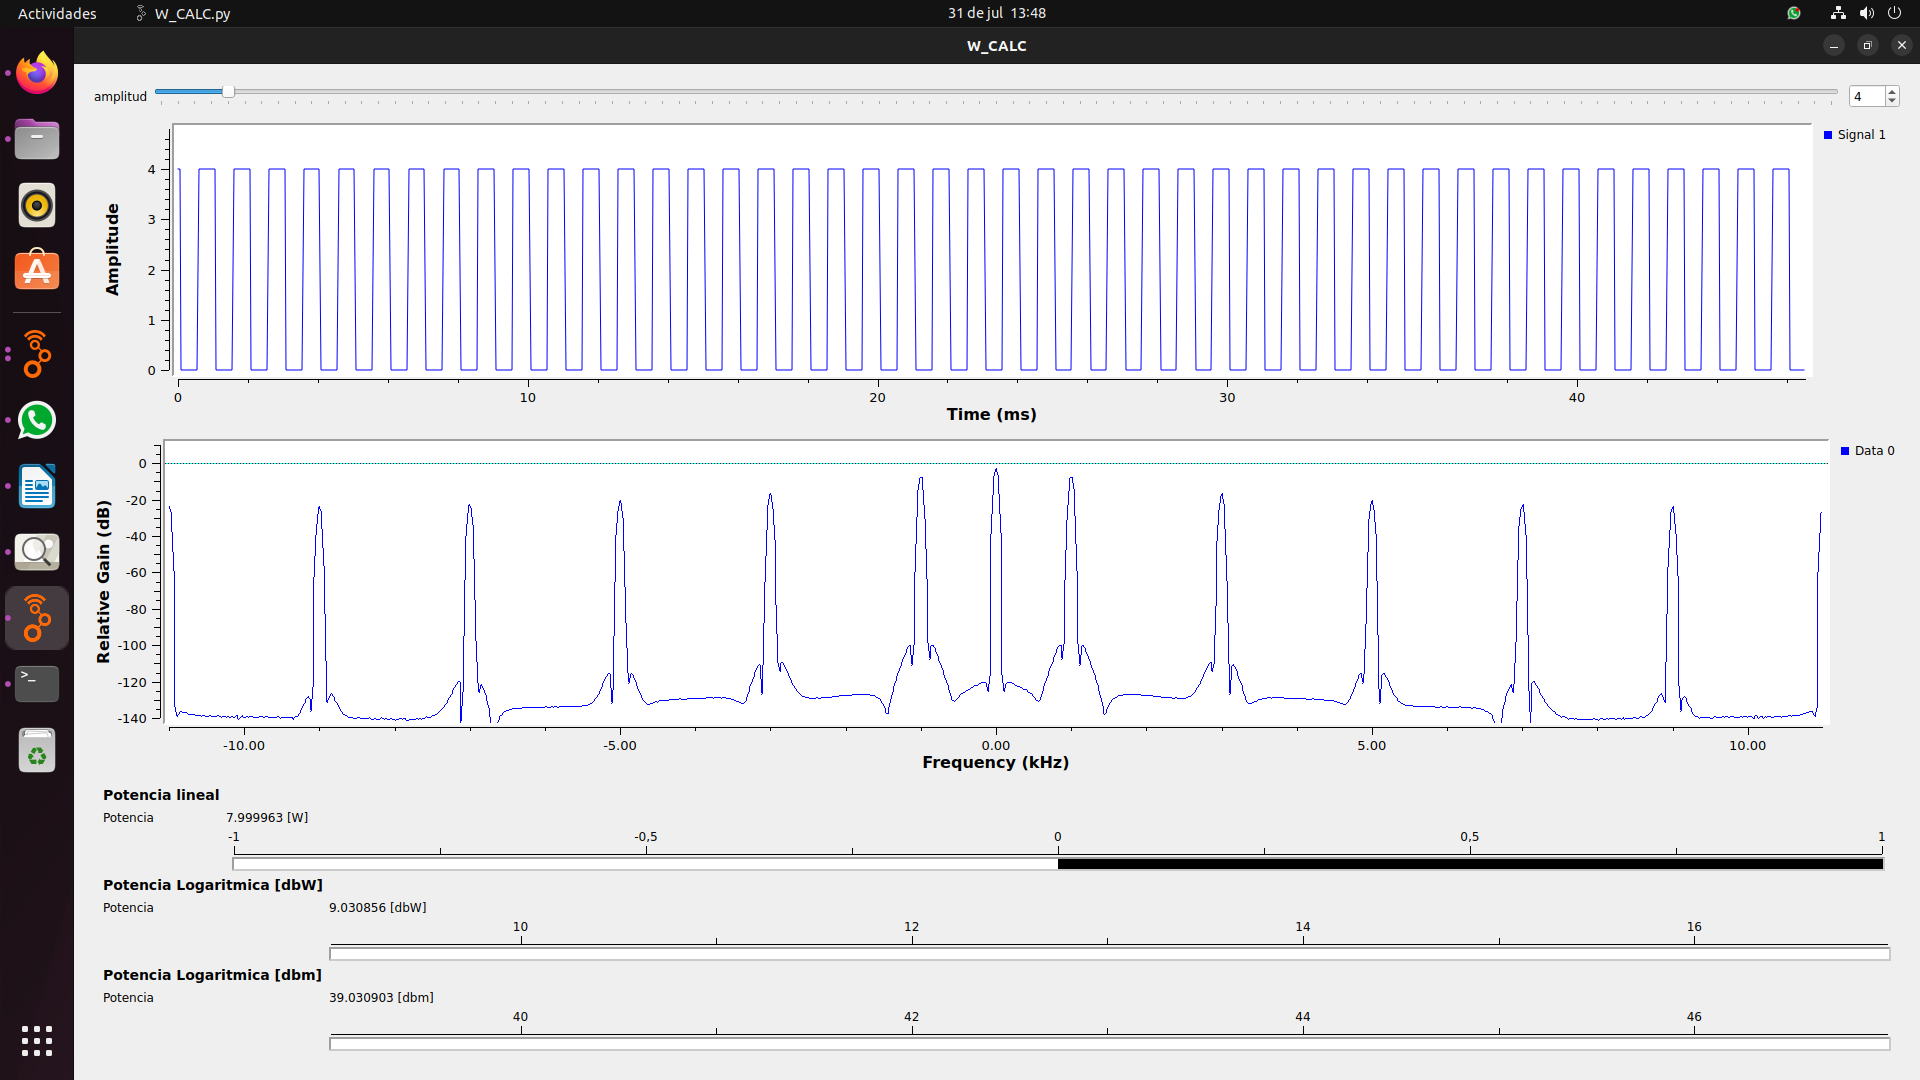 Actividades
W_CALC.py
31 de jul 13:48
W_CALC
amplitud
4
Signal 1
Amplitude
4
3
2
1
0
0 10 20 30 40
Time (ms)
Data 0
Relative Gain (dB)
0
-20
-40
-60
-80
-100
-120
-140
-10.00 -5.00 0.00 5.00 10.00
Frequency (kHz)
Potencia lineal
Potencia 7.999963 [W]
-1 -0,5 0 0,5 1
Potencia Logaritmica [dbW]
Potencia 9.030856 [dbW]
10 12 14 16
Potencia Logaritmica [dbm]
Potencia 39.030903 [dbm]
40 42 44 46